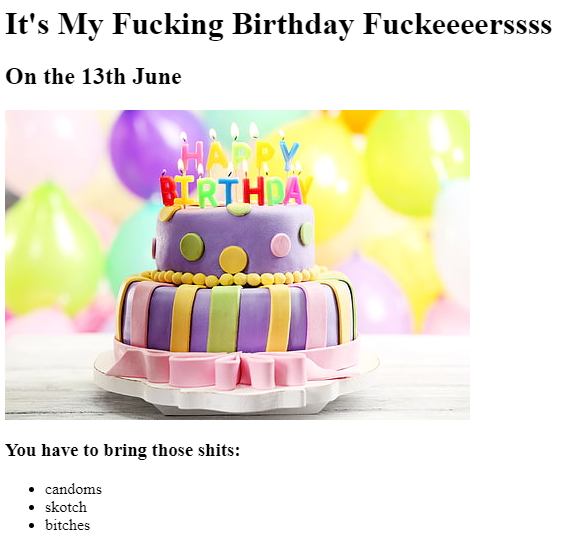 It's My Fucking Birthday Fuckeeeerssss
On the 13th June
HAPPY
BIRTHDAY
You have to bring those shits:
candoms
skotch
bitches